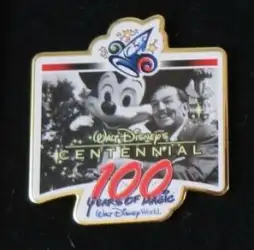 Walt Disney's
CENTENNIAL
100
YEARS OF MAGIC
Walt Disney World